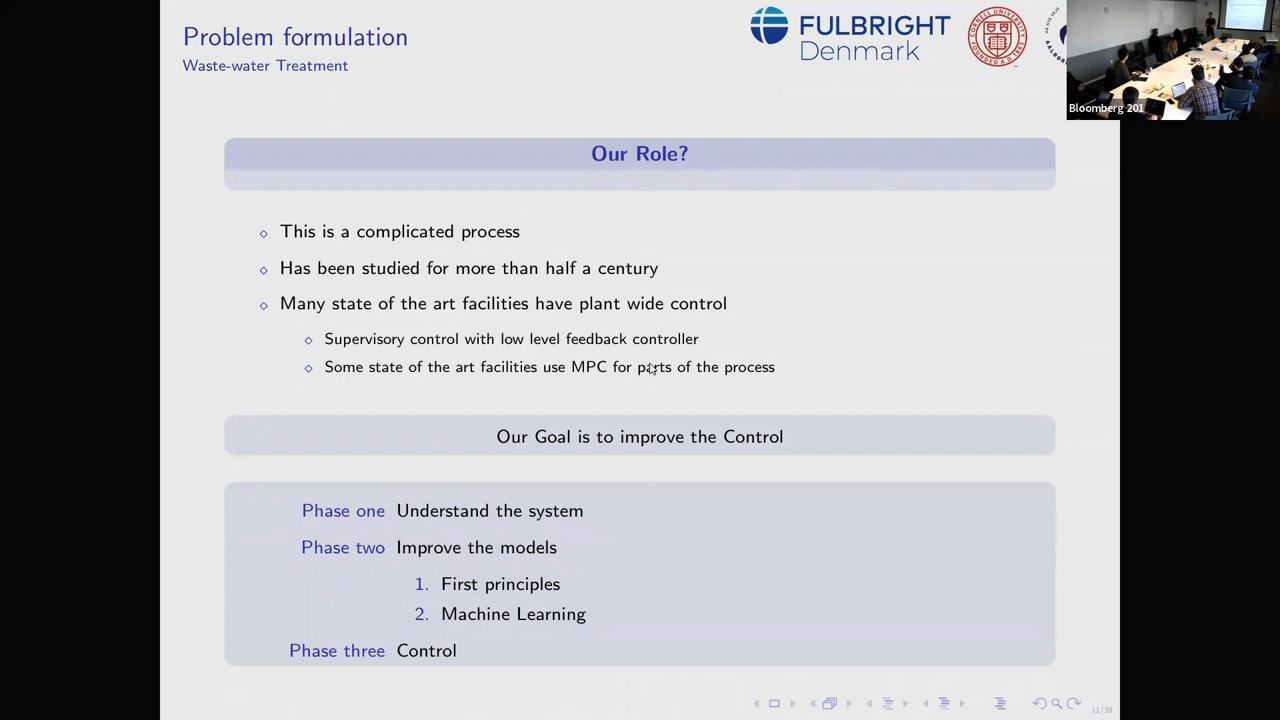 Problem formulation
Waste-water Treatment
FULBRIGHT
Denmark
Bloomberg 201
Our Role?
This is a complicated process
Has been studied for more than half a century
Many state of the art facilities have plant wide control
Supervisory control with low level feedback controller
Some state of the art facilities use MPC for parts of the process
Our Goal is to improve the Control
Phase one Understand the system
Phase two Improve the models
1. First principles
2. Machine Learning
Phase three Control
11/38